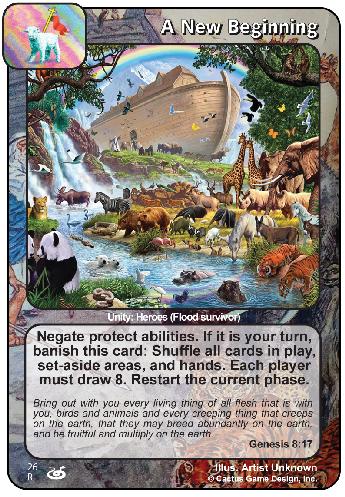 A New Beginning
Unity: Heroes (Flood survivor)
Negate protect abilities. If it is your turn,
banish this card: Shuffle all cards in play,
set-aside areas, and hands. Each player
must draw 8. Restart the current phase.
Bring out with you every living thing of all flesh that is with
you, birds and animals and every creeping thing that creeps
on the earth, that they may breed abundantly on the earth,
and be fruitful and multiply on the earth.
Genesis 8:17
26
R
Illus. Artist Unknown
© Cactus Game Design, Inc.